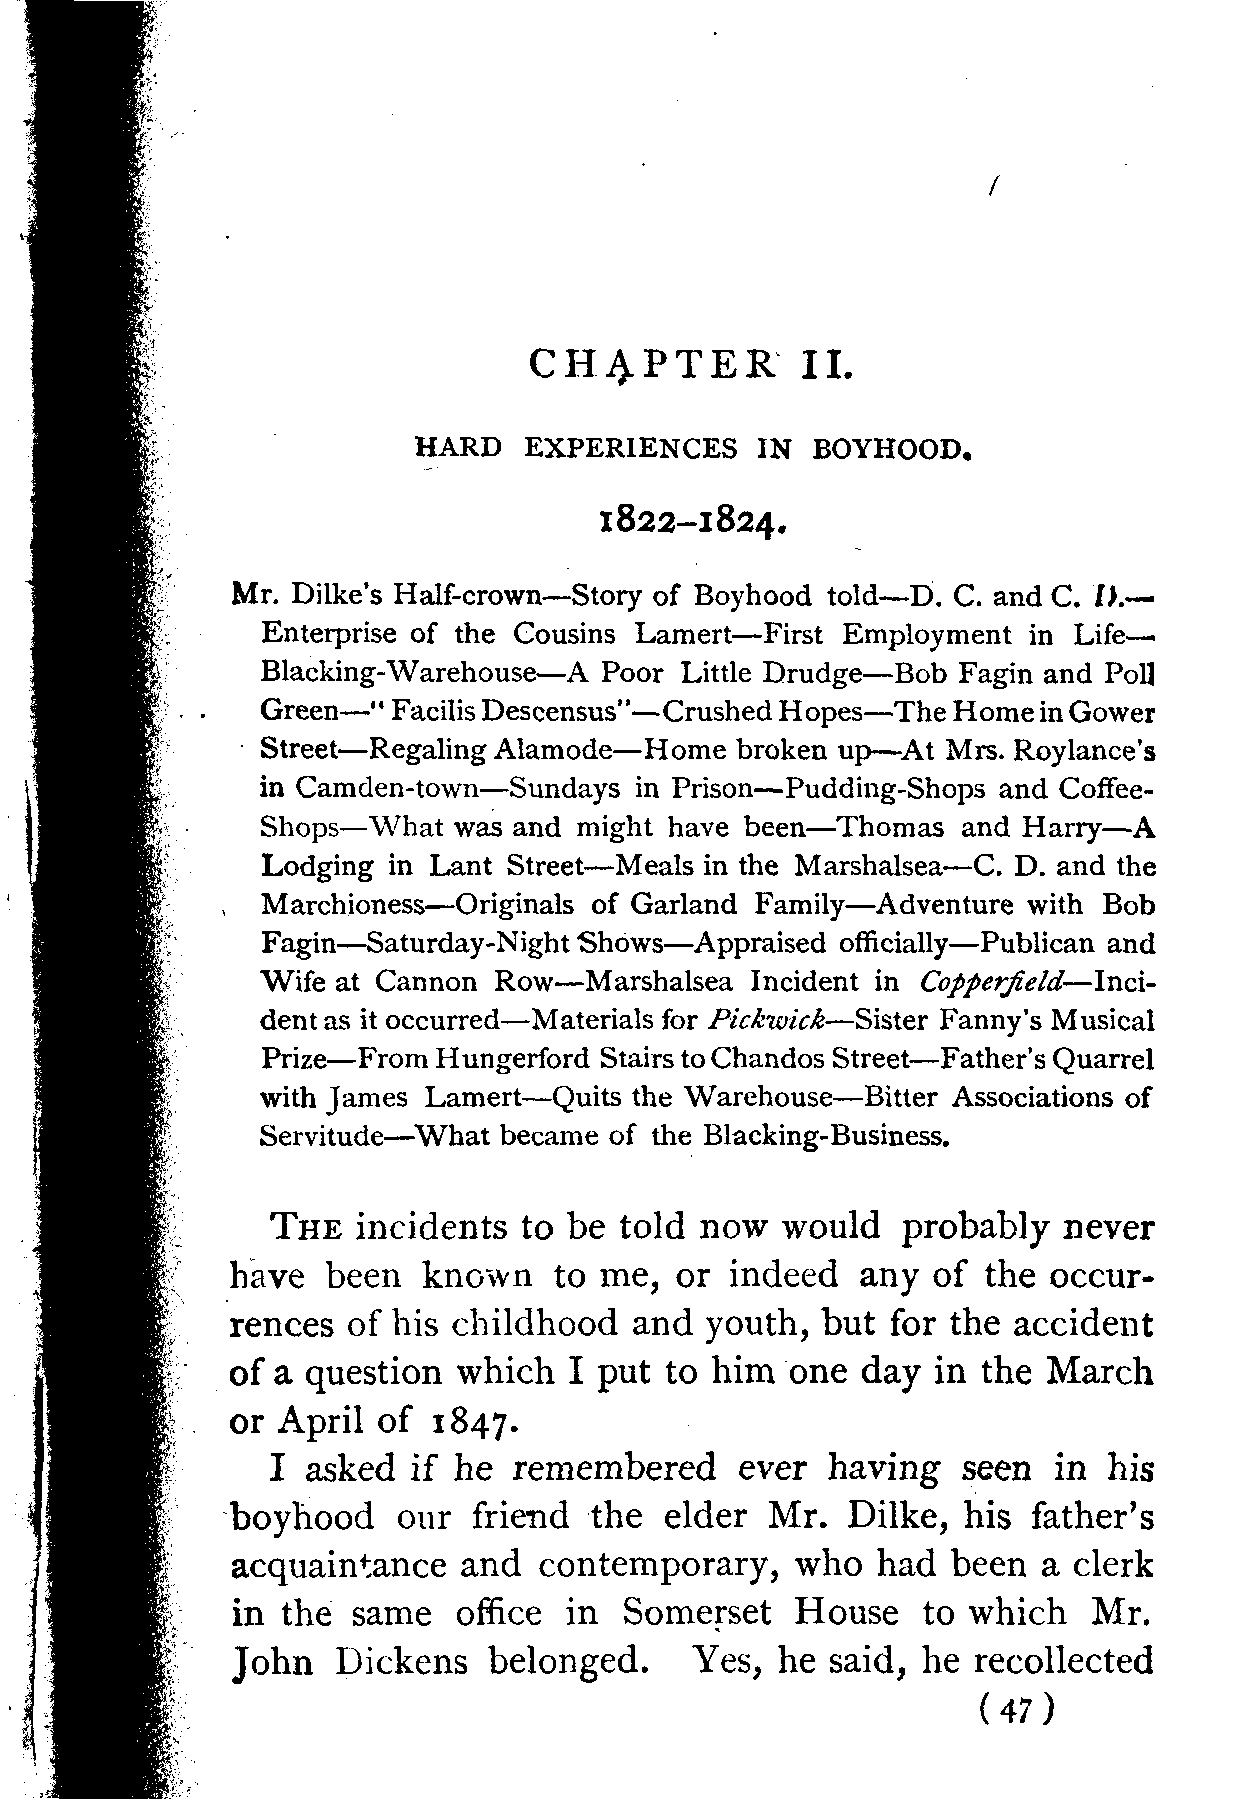 CHAPTER II.
HARD EXPERIENCES IN BOYHOOD.
1822–1824.
Mr. Dilke's Half-crown—Story of Boyhood told—D. C. and C. D.—
Enterprise of the Cousins Lamert—First Employment in Life—
Blacking-Warehouse—A Poor Little Drudge—Bob Fagin and Poll
Green—"Facilis Descensus"—Crushed Hopes—The Home in Gower
Street—Regaling Alamode—Home broken up—At Mrs. Roylance's
in Camden-town—Sundays in Prison—Pudding-Shops and Coffee-
Shops—What was and might have been—Thomas and Harry—A
Lodging in Lant Street—Meals in the Marshalsea—C. D. and the
Marchioness—Originals of Garland Family—Adventure with Bob
Fagin—Saturday-Night Shows—Appraised officially—Publican and
Wife at Cannon Row—Marshalsea Incident in Copperfield—Inci-
dent as it occurred—Materials for Pickwick—Sister Fanny's Musical
Prize—From Hungerford Stairs to Chandos Street—Father's Quarrel
with James Lamert—Quits the Warehouse—Bitter Associations of
Servitude—What became of the Blacking-Business.
THE incidents to be told now would probably never
have been known to me, or indeed any of the occur-
rences of his childhood and youth, but for the accident
of a question which I put to him one day in the March
or April of 1847.
I asked if he remembered ever having seen in his
boyhood our friend the elder Mr. Dilke, his father's
acquaintance and contemporary, who had been a clerk
in the same office in Somerset House to which Mr.
John Dickens belonged. Yes, he said, he recollected
(47)